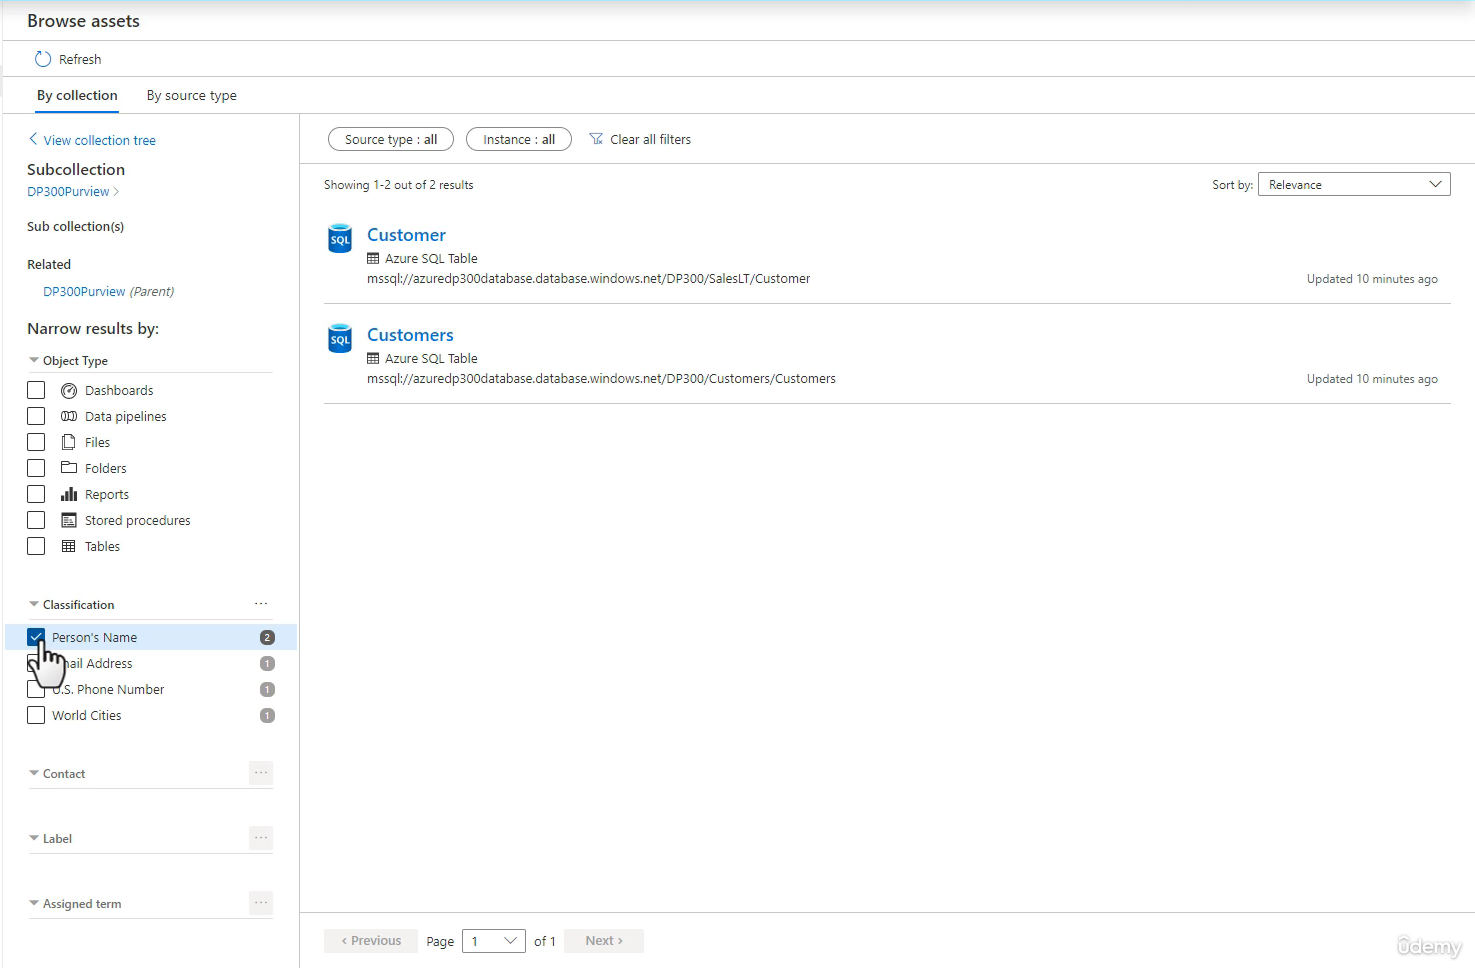 Browse assets
Refresh
By collection By source type
View collection tree
Subcollection
DP300Purview
Sub collection(s)
Related
DP300Purview (Parent)
Narrow results by:
Object Type
Dashboards
Data pipelines
Files
Folders
Reports
Stored procedures
Tables
Classification ...
Person's Name 2
ail Address 1
U.S. Phone Number 1
World Cities 1
Contact ...
Label ...
Assigned term ...
Source type : all Instance : all Clear all filters
Showing 1-2 out of 2 results Sort by: Relevance
SQL Customer
Azure SQL Table
mssql://azuredp300database.database.windows.net/DP300/SalesLT/Customer Updated 10 minutes ago
SQL Customers
Azure SQL Table
mssql://azuredp300database.database.windows.net/DP300/Customers/Customers Updated 10 minutes ago
< Previous Page 1 of 1 Next >
ûdemy